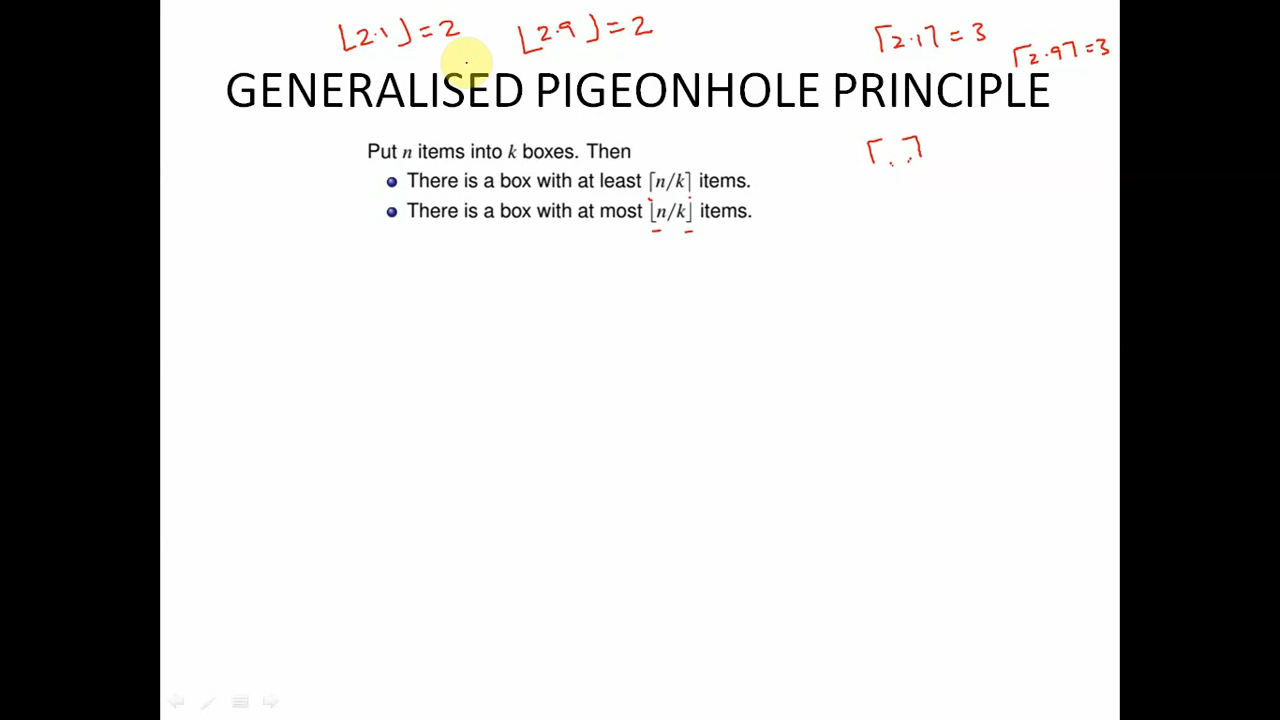 ⌊2.1⌋ = 2 ⌊2.9⌋ = 2 ⌈2.1⌉ = 3 ⌈2.9⌉ = 3
GENERALISED PIGEONHOLE PRINCIPLE
Put n items into k boxes. Then ⌈ . . ⌉
There is a box with at least ⌈n/k⌉ items.
There is a box with at most ⌊n/k⌋ items.